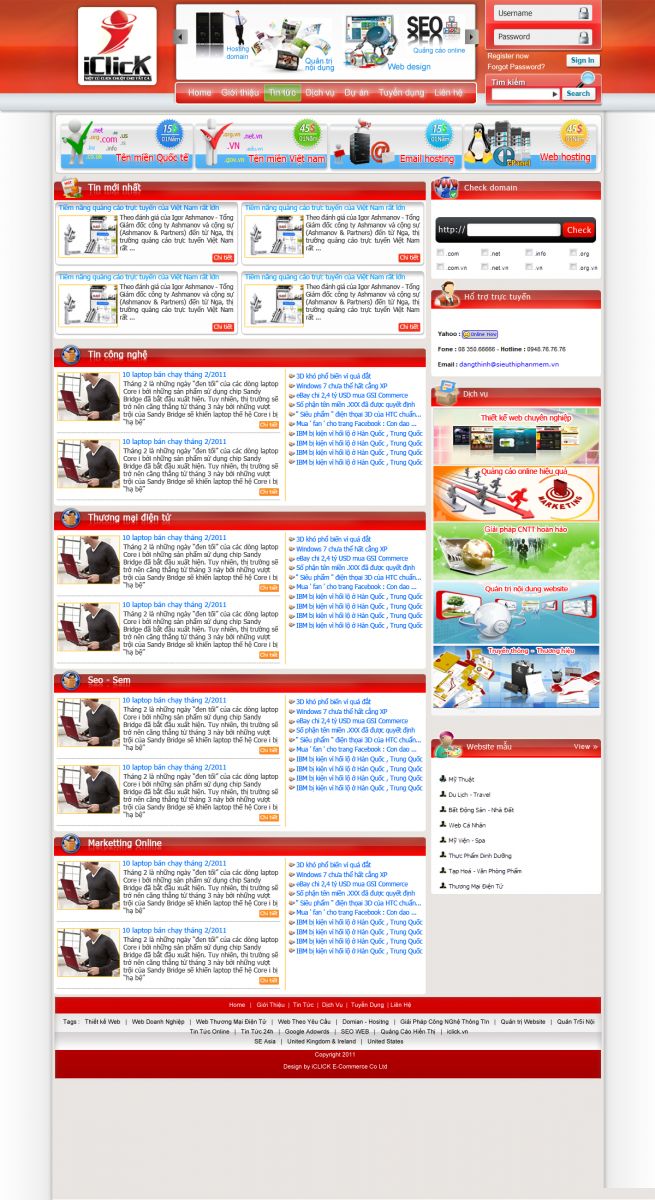 iClick
VIỆT CÚ CLICK CHUỘT CHO TẤT CẢ
Hosting
domain
Quản trị
nội dung
SEO
Quảng cáo online
Web design
Username
Password
Register now
Forgot Password?
Sign In
Tìm kiếm
Search
Home Giới thiệu Tin tức Dịch vụ Dự án Tuyển dụng Liên hệ
.net .us
.org .com .is
.eu .info
.co.uk
15$
01Năm
Tên miền Quốc tế
.org.vn .net.vn
.VN
.gov.vn .edu.vn
45$
01Năm
Tên miền Việt nam
15$
01Năm
Email hosting
cPanel
45$
01Năm
Web hosting
Tin mới nhất
Tiềm năng quảng cáo trực tuyến của Việt Nam rất lớn
Theo đánh giá của Igor Ashmanov - Tổng
Giám đốc công ty Ashmanov và cộng sự
(Ashmanov & Partners) đến từ Nga, thị
trường quảng cáo trực tuyến Việt Nam
rất ...
Chi tiết
Tiềm năng quảng cáo trực tuyến của Việt Nam rất lớn
Theo đánh giá của Igor Ashmanov - Tổng
Giám đốc công ty Ashmanov và cộng sự
(Ashmanov & Partners) đến từ Nga, thị
trường quảng cáo trực tuyến Việt Nam
rất ...
Chi tiết
Tiềm năng quảng cáo trực tuyến của Việt Nam rất lớn
Theo đánh giá của Igor Ashmanov - Tổng
Giám đốc công ty Ashmanov và cộng sự
(Ashmanov & Partners) đến từ Nga, thị
trường quảng cáo trực tuyến Việt Nam
rất ...
Chi tiết
Tiềm năng quảng cáo trực tuyến của Việt Nam rất lớn
Theo đánh giá của Igor Ashmanov - Tổng
Giám đốc công ty Ashmanov và cộng sự
(Ashmanov & Partners) đến từ Nga, thị
trường quảng cáo trực tuyến Việt Nam
rất ...
Chi tiết
Tin công nghệ
10 laptop bán chạy tháng 2/2011
Tháng 2 là những ngày "đen tối" của các dòng laptop
Core i bởi những sản phẩm sử dụng chip Sandy
Bridge đã bắt đầu xuất hiện. Tuy nhiên, thị trường sẽ
trở nên căng thẳng từ tháng 3 này bởi những vượt
trội của Sandy Bridge sẽ khiến laptop thế hệ Core i bị
"hạ bệ"
Chi tiết
10 laptop bán chạy tháng 2/2011
Tháng 2 là những ngày "đen tối" của các dòng laptop
Core i bởi những sản phẩm sử dụng chip Sandy
Bridge đã bắt đầu xuất hiện. Tuy nhiên, thị trường sẽ
trở nên căng thẳng từ tháng 3 này bởi những vượt
trội của Sandy Bridge sẽ khiến laptop thế hệ Core i bị
"hạ bệ"
Chi tiết
3D khó phổ biến vì quá đắt
Windows 7 chưa thể hất cẳng XP
eBay chi 2,4 tỷ USD mua GSI Commerce
Số phận tên miền .XXX đã được quyết định
" Siêu phẩm " điện thoại 3D của HTC chuẩn...
Mua ' fan ' cho trang Facebook : Con dao ...
IBM bị kiện vì hối lộ ở Hàn Quốc , Trung Quốc
IBM bị kiện vì hối lộ ở Hàn Quốc , Trung Quốc
IBM bị kiện vì hối lộ ở Hàn Quốc , Trung Quốc
IBM bị kiện vì hối lộ ở Hàn Quốc , Trung Quốc
Thương mại điện tử
10 laptop bán chạy tháng 2/2011
Tháng 2 là những ngày "đen tối" của các dòng laptop
Core i bởi những sản phẩm sử dụng chip Sandy
Bridge đã bắt đầu xuất hiện. Tuy nhiên, thị trường sẽ
trở nên căng thẳng từ tháng 3 này bởi những vượt
trội của Sandy Bridge sẽ khiến laptop thế hệ Core i bị
"hạ bệ"
Chi tiết
10 laptop bán chạy tháng 2/2011
Tháng 2 là những ngày "đen tối" của các dòng laptop
Core i bởi những sản phẩm sử dụng chip Sandy
Bridge đã bắt đầu xuất hiện. Tuy nhiên, thị trường sẽ
trở nên căng thẳng từ tháng 3 này bởi những vượt
trội của Sandy Bridge sẽ khiến laptop thế hệ Core i bị
"hạ bệ"
Chi tiết
3D khó phổ biến vì quá đắt
Windows 7 chưa thể hất cẳng XP
eBay chi 2,4 tỷ USD mua GSI Commerce
Số phận tên miền .XXX đã được quyết định
" Siêu phẩm " điện thoại 3D của HTC chuẩn...
Mua ' fan ' cho trang Facebook : Con dao ...
IBM bị kiện vì hối lộ ở Hàn Quốc , Trung Quốc
IBM bị kiện vì hối lộ ở Hàn Quốc , Trung Quốc
IBM bị kiện vì hối lộ ở Hàn Quốc , Trung Quốc
IBM bị kiện vì hối lộ ở Hàn Quốc , Trung Quốc
Seo - Sem
10 laptop bán chạy tháng 2/2011
Tháng 2 là những ngày "đen tối" của các dòng laptop
Core i bởi những sản phẩm sử dụng chip Sandy
Bridge đã bắt đầu xuất hiện. Tuy nhiên, thị trường sẽ
trở nên căng thẳng từ tháng 3 này bởi những vượt
trội của Sandy Bridge sẽ khiến laptop thế hệ Core i bị
"hạ bệ"
Chi tiết
10 laptop bán chạy tháng 2/2011
Tháng 2 là những ngày "đen tối" của các dòng laptop
Core i bởi những sản phẩm sử dụng chip Sandy
Bridge đã bắt đầu xuất hiện. Tuy nhiên, thị trường sẽ
trở nên căng thẳng từ tháng 3 này bởi những vượt
trội của Sandy Bridge sẽ khiến laptop thế hệ Core i bị
"hạ bệ"
Chi tiết
3D khó phổ biến vì quá đắt
Windows 7 chưa thể hất cẳng XP
eBay chi 2,4 tỷ USD mua GSI Commerce
Số phận tên miền .XXX đã được quyết định
" Siêu phẩm " điện thoại 3D của HTC chuẩn...
Mua ' fan ' cho trang Facebook : Con dao ...
IBM bị kiện vì hối lộ ở Hàn Quốc , Trung Quốc
IBM bị kiện vì hối lộ ở Hàn Quốc , Trung Quốc
IBM bị kiện vì hối lộ ở Hàn Quốc , Trung Quốc
IBM bị kiện vì hối lộ ở Hàn Quốc , Trung Quốc
Marketting Online
10 laptop bán chạy tháng 2/2011
Tháng 2 là những ngày "đen tối" của các dòng laptop
Core i bởi những sản phẩm sử dụng chip Sandy
Bridge đã bắt đầu xuất hiện. Tuy nhiên, thị trường sẽ
trở nên căng thẳng từ tháng 3 này bởi những vượt
trội của Sandy Bridge sẽ khiến laptop thế hệ Core i bị
"hạ bệ"
Chi tiết
10 laptop bán chạy tháng 2/2011
Tháng 2 là những ngày "đen tối" của các dòng laptop
Core i bởi những sản phẩm sử dụng chip Sandy
Bridge đã bắt đầu xuất hiện. Tuy nhiên, thị trường sẽ
trở nên căng thẳng từ tháng 3 này bởi những vượt
trội của Sandy Bridge sẽ khiến laptop thế hệ Core i bị
"hạ bệ"
Chi tiết
3D khó phổ biến vì quá đắt
Windows 7 chưa thể hất cẳng XP
eBay chi 2,4 tỷ USD mua GSI Commerce
Số phận tên miền .XXX đã được quyết định
" Siêu phẩm " điện thoại 3D của HTC chuẩn...
Mua ' fan ' cho trang Facebook : Con dao ...
IBM bị kiện vì hối lộ ở Hàn Quốc , Trung Quốc
IBM bị kiện vì hối lộ ở Hàn Quốc , Trung Quốc
IBM bị kiện vì hối lộ ở Hàn Quốc , Trung Quốc
IBM bị kiện vì hối lộ ở Hàn Quốc , Trung Quốc
Check domain
http:// Check
.com .net .info .org
.com.vn .net.vn .vn .org.vn
Hỗ trợ trực tuyến
Yahoo : Online Now
Fone : 08 350.66666 - Hotline : 0946.76.76.76
Email : dangthinh@sieuthiphanmem.vn
Dịch vụ
Thiết kế web chuyên nghiệp
Quảng cáo online hiệu quả
MARKETING
Giải pháp CNTT hoàn hảo
Quản trị nội dung website
Truyền thông - Thương hiệu
Website mẫu View »
Mỹ Thuật
Du Lịch - Travel
Bất Động Sản - Nhà Đất
Web Cá Nhân
Mỹ Viện - Spa
Thực Phẩm Dinh Dưỡng
Tạp Hoá - Văn Phòng Phẩm
Thương Mại Điện Tử
Home | Giới Thiệu | Tin Tức | Dịch Vụ | Tuyển Dụng | Liên Hệ
Tags : Thiết kế Web | Web Doanh Nghiệp | Web Thương Mại Điện Tử | Web Theo Yêu Cầu | Domian - Hositng | Giải Pháp Công NGhệ Thông Tin | Quản trị Website | Quản Trỗi Nội
Tin Tức Online | Tin Tức 24h | Google Adowrds | SEO WEB | Quảng Cáo Hiển Thị | iclick.vn
SE Asia | United Kingdom & Ireland | United States
Copyright 2011
Design by iCLICK E-Commerce Co Ltd